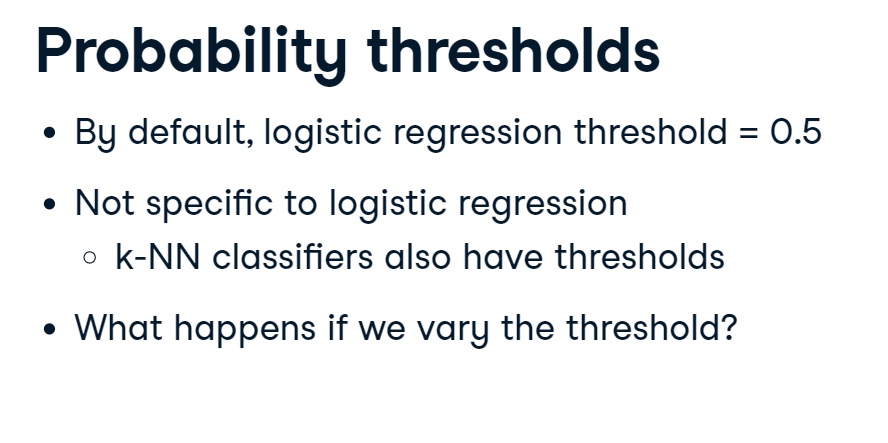 Probability thresholds
• By default, logistic regression threshold = 0.5
• Not specific to logistic regression
○ k-NN classifiers also have thresholds
• What happens if we vary the threshold?